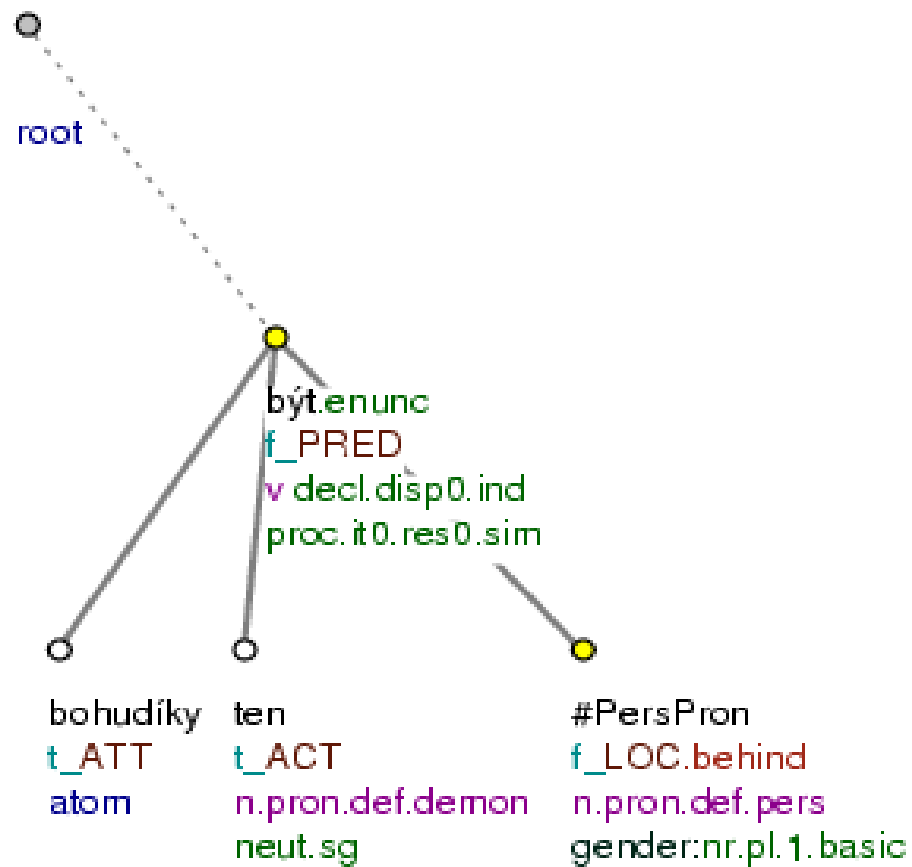 root
být.enunc
f_PRED
v decl.disp0.ind
proc.it0.res0.sim
bohudíky ten #PersPron
t_ATT t_ACT f_LOC.behind
atom n.pron.def.demon n.pron.def.pers
neut.sg gender:nr.pl.1.basic